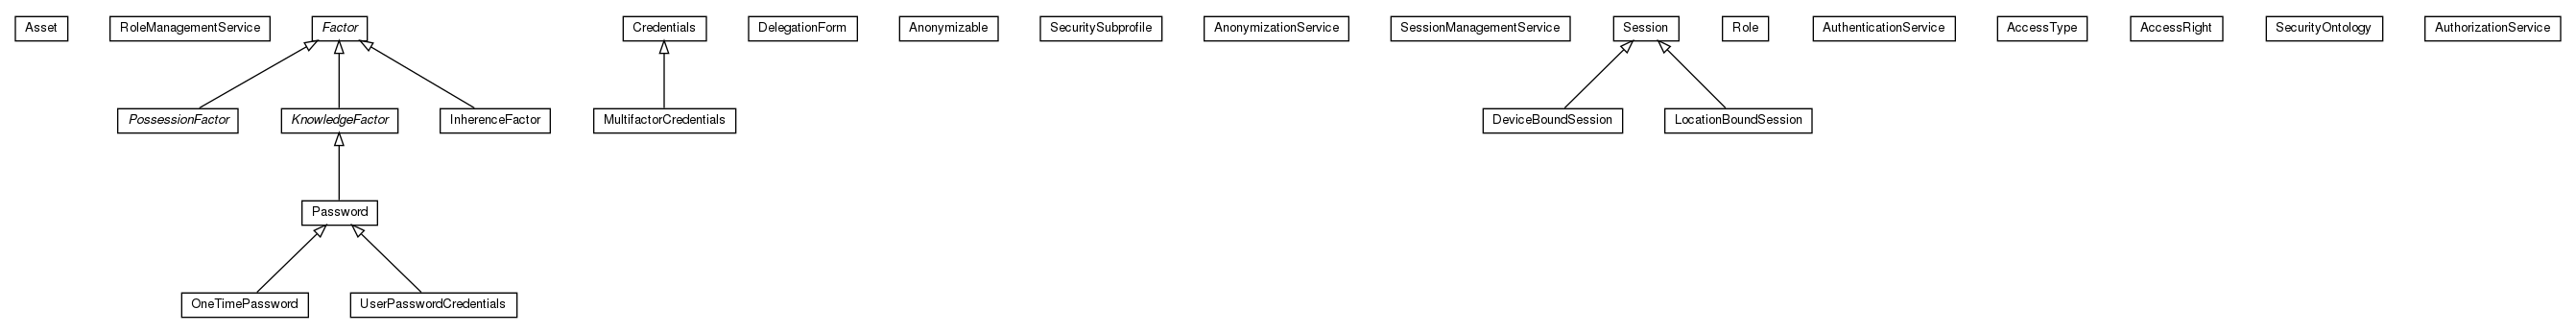 Asset
RoleManagementService
Factor
Credentials
DelegationForm
Anonymizable
SecuritySubprofile
AnonymizationService
SessionManagementService
Session
Role
AuthenticationService
AccessType
AccessRight
SecurityOntology
AuthorizationService
PossessionFactor
KnowledgeFactor
InherenceFactor
MultifactorCredentials
DeviceBoundSession
LocationBoundSession
Password
OneTimePassword
UserPasswordCredentials